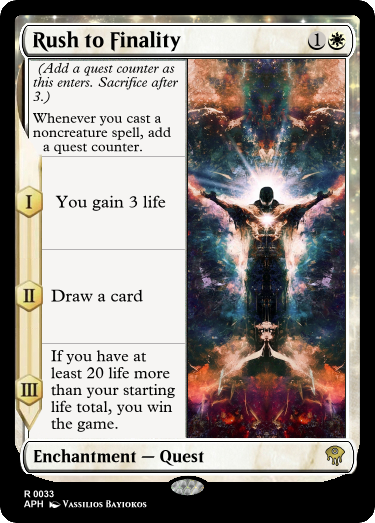 Rush to Finality
1
(Add a quest counter as
this enters. Sacrifice after
3.)
Whenever you cast a
noncreature spell, add
a quest counter.
I
You gain 3 life
II
Draw a card
III
If you have at
least 20 life more
than your starting
life total, you win
the game.
Enchantment — Quest
R 0033
APH Vassilios Bayiokos